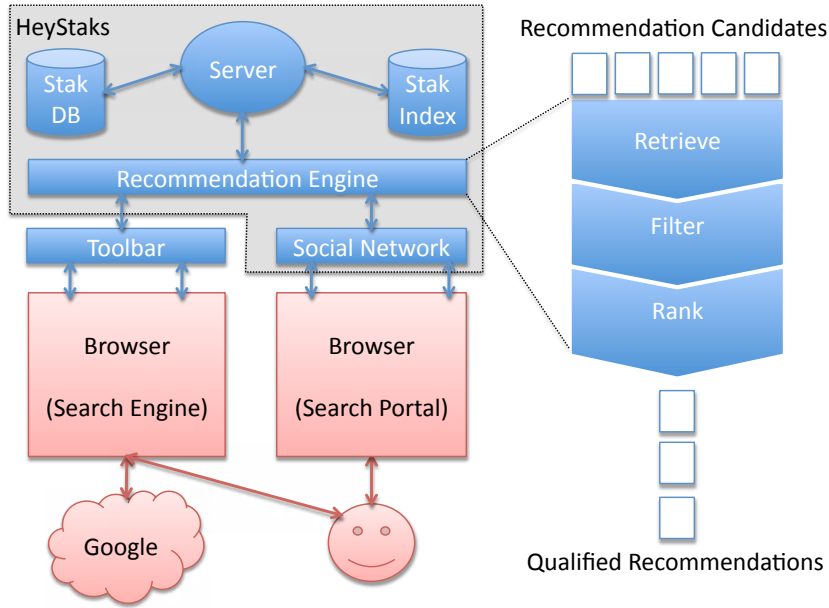 HeyStaks
Server
Stak
DB
Stak
Index
Recommendation Engine
Toolbar
Social Network
Browser
(Search Engine)
Browser
(Search Portal)
Google
Recommendation Candidates
Retrieve
Filter
Rank
Qualified Recommendations